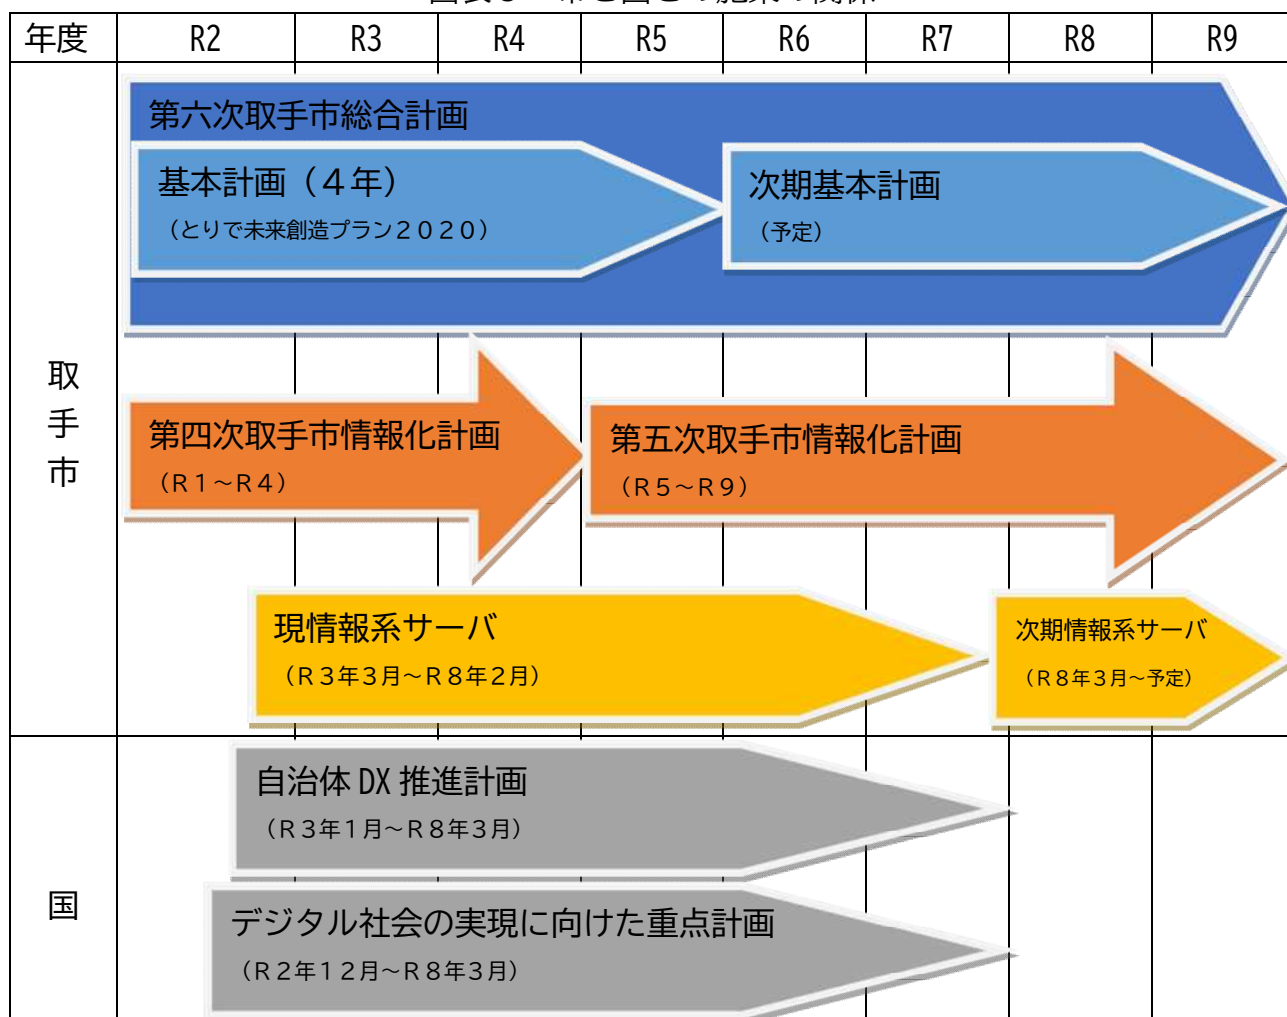 年度 R2 R3 R4 R5 R6 R7 R8 R9
取手市
第六次取手市総合計画
基本計画（４年）
（とりで未来創造プラン２０２０）
次期基本計画
（予定）
第四次取手市情報化計画
（Ｒ１～Ｒ４）
第五次取手市情報化計画
（Ｒ５～Ｒ９）
現情報系サーバ
（Ｒ３年３月～Ｒ８年２月）
次期情報系サーバ
（Ｒ８年３月～予定）
国
自治体 DX 推進計画
（Ｒ３年１月～Ｒ８年３月）
デジタル社会の実現に向けた重点計画
（Ｒ２年１２月～Ｒ８年３月）